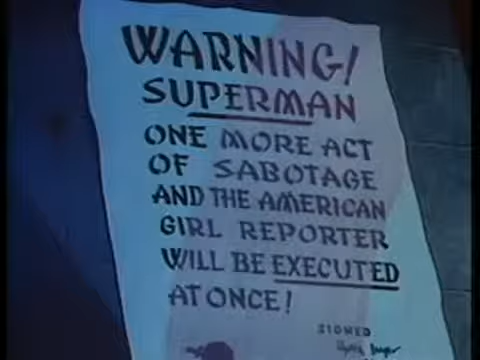 WARNING!
SUPERMAN
ONE MORE ACT
OF SABOTAGE
AND THE AMERICAN
GIRL REPORTER
WILL BE EXECUTED
AT ONCE!
SIGNED